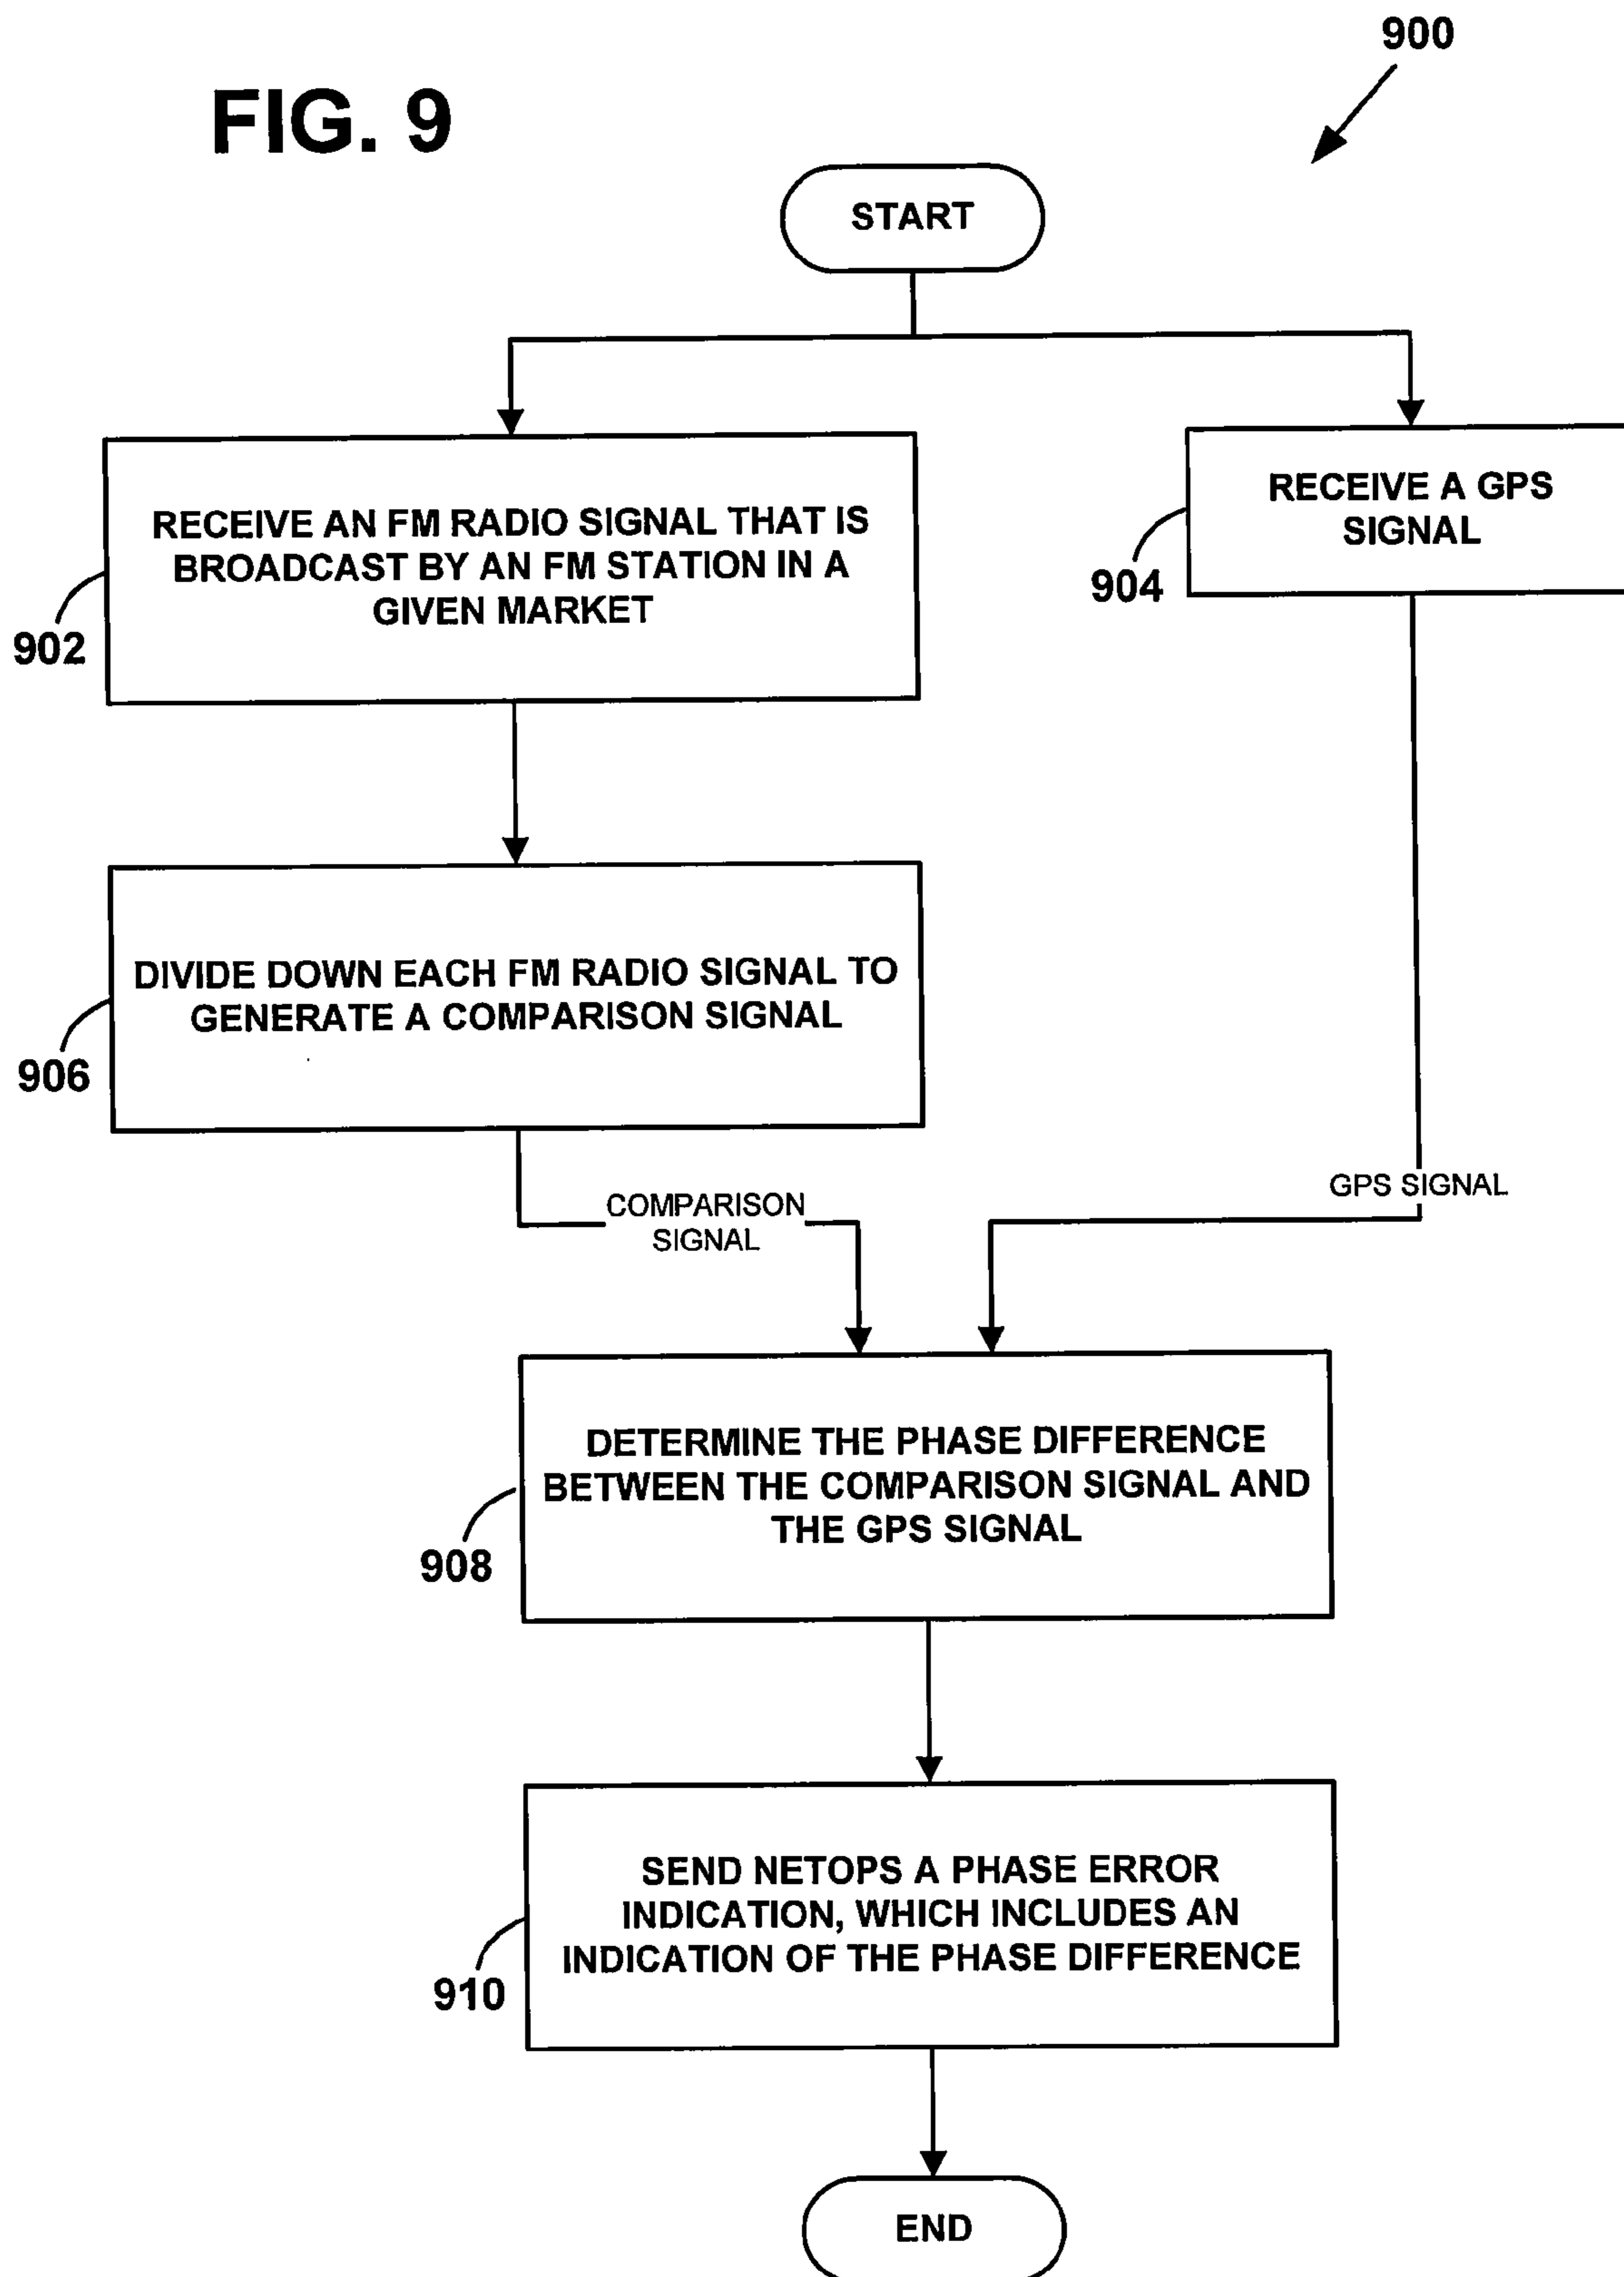 900
FIG. 9
START
RECEIVE AN FM RADIO SIGNAL THAT IS
BROADCAST BY AN FM STATION IN A
GIVEN MARKET
902
RECEIVE A GPS
SIGNAL
904
DIVIDE DOWN EACH FM RADIO SIGNAL TO
GENERATE A COMPARISON SIGNAL
906
COMPARISON
SIGNAL
GPS SIGNAL
DETERMINE THE PHASE DIFFERENCE
BETWEEN THE COMPARISON SIGNAL AND
THE GPS SIGNAL
908
SEND NETOPS A PHASE ERROR
INDICATION, WHICH INCLUDES AN
INDICATION OF THE PHASE DIFFERENCE
910
END